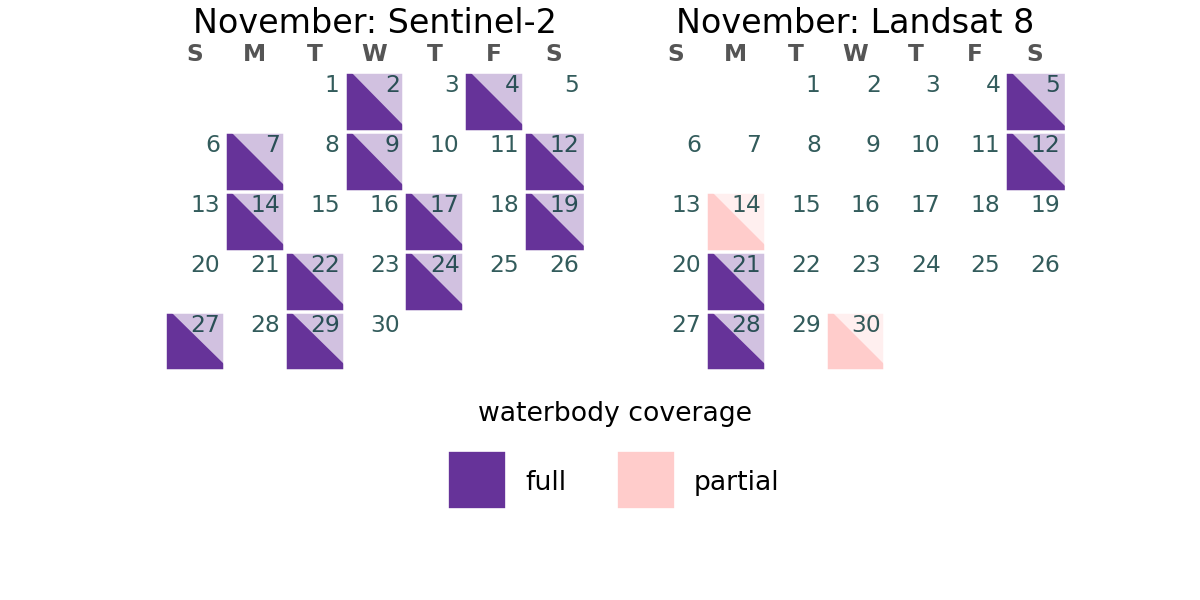 November: Sentinel-2
S M T W T F S
1 2 3 4 5
6 7 8 9 10 11 12
13 14 15 16 17 18 19
20 21 22 23 24 25 26
27 28 29 30
November: Landsat 8
S M T W T F S
1 2 3 4 5
6 7 8 9 10 11 12
13 14 15 16 17 18 19
20 21 22 23 24 25 26
27 28 29 30
waterbody coverage
full partial